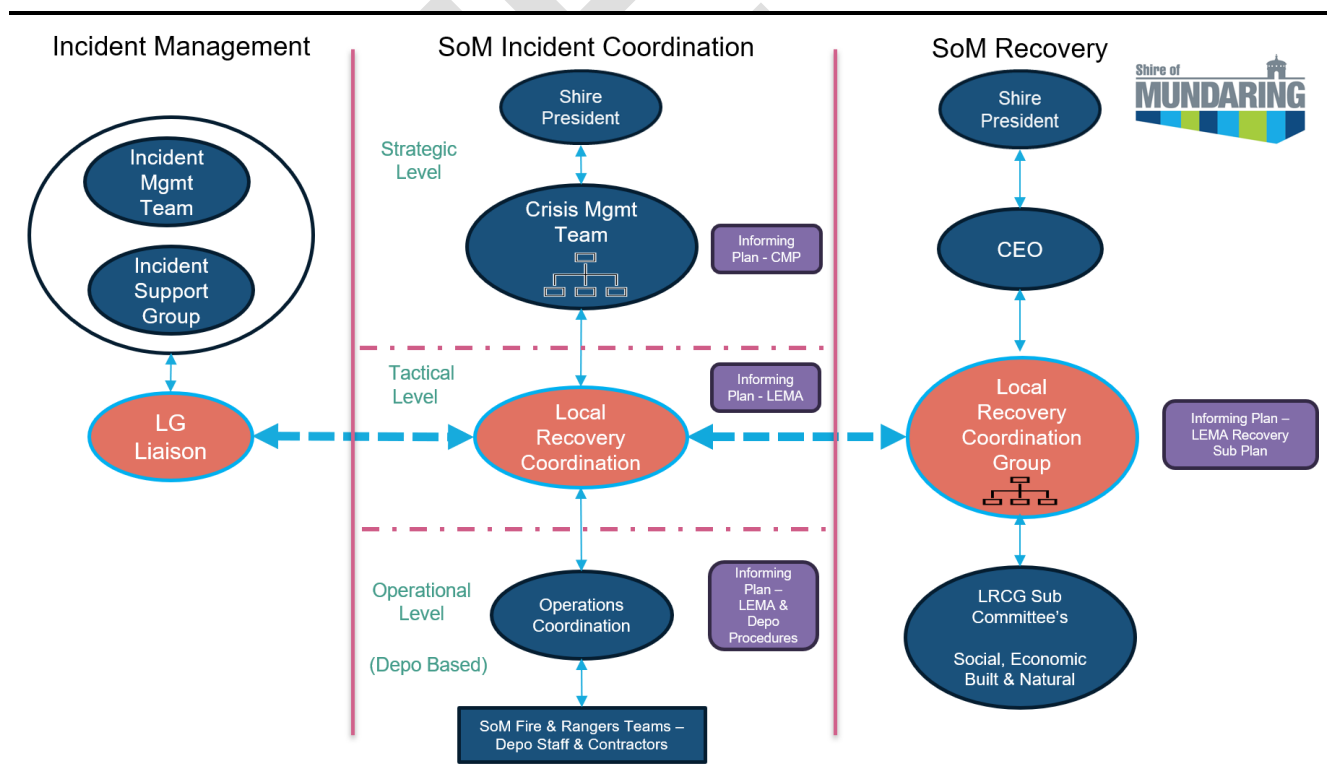 Incident Management
Incident
Mgmt
Team
Incident
Support
Group
LG
Liaison
SoM Incident Coordination
Shire
President
Strategic
Level
Crisis Mgmt
Team
Informing
Plan - CMP
Tactical
Level
Informing
Plan - LEMA
Local
Recovery
Coordination
Operational
Level
(Depo Based)
Operations
Coordination
Informing
Plan –
LEMA &
Depo
Procedures
SoM Fire & Rangers Teams –
Depo Staff & Contractors
SoM Recovery
Shire of
MUNDARING
Shire
President
CEO
Local
Recovery
Coordination
Group
Informing Plan –
LEMA Recovery
Sub Plan
LRCG Sub
Committee's
Social, Economic
Built & Natural